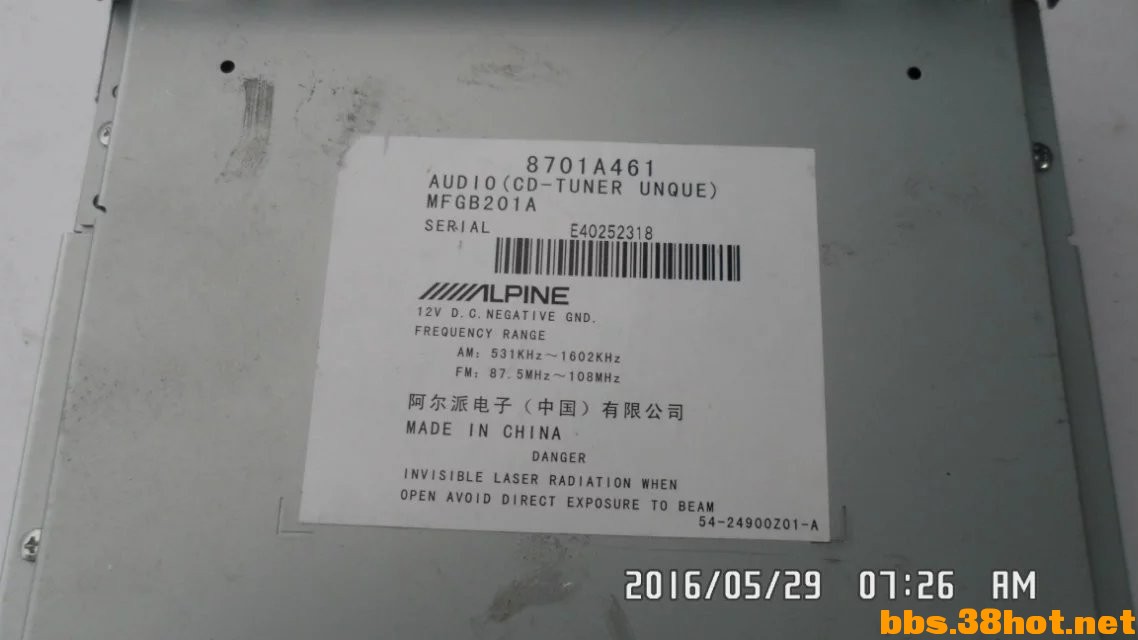 8701A461
AUDIO(CD-TUNER UNQUE)
MFGB201A
SERIAL E40252318
ALPINE
12V D.C.NEGATIVE GND.
FREQUENCY RANGE
AM: 531KHz～1602KHz
FM: 87.5MHz～108MHz
阿尔派电子（中国）有限公司
MADE IN CHINA
DANGER
INVISIBLE LASER RADIATION WHEN
OPEN AVOID DIRECT EXPOSURE TO BEAM
54-24900Z01-A
2016/05/29 07:26 AM
bbs.38hot.net